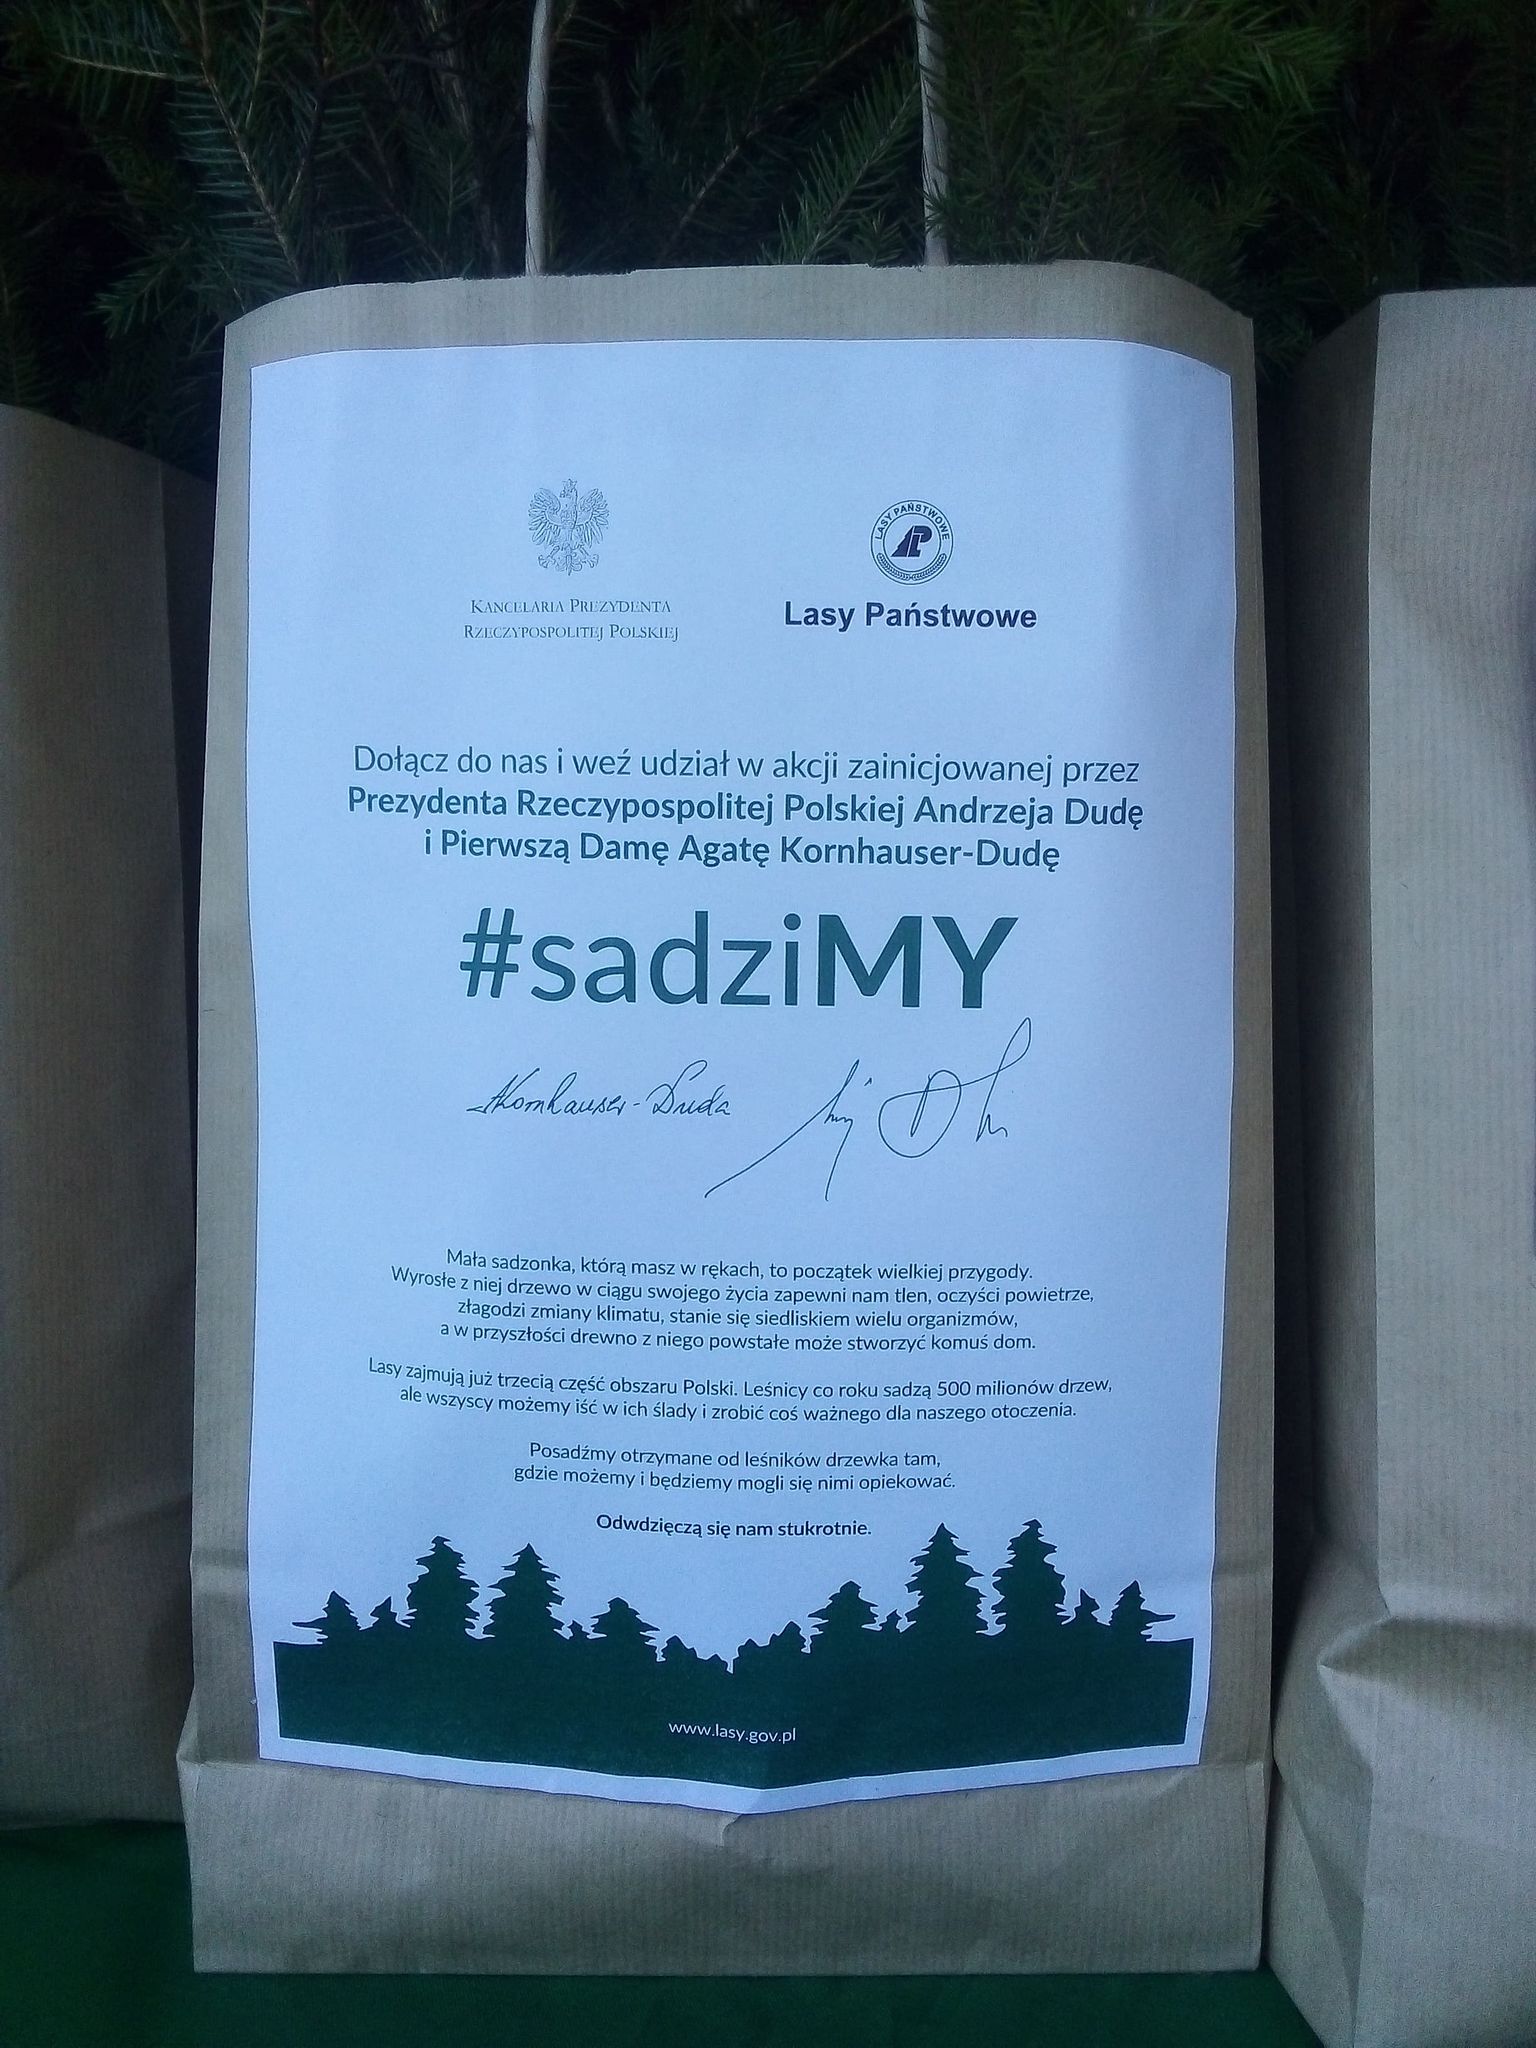 KANCELARIA PREZYDENTA
RZECZYPOSPOLITEJ POLSKIEJ
LASY PAŃSTWOWE
Lasy Państwowe
Dołącz do nas i weź udział w akcji zainicjowanej przez
Prezydenta Rzeczypospolitej Polskiej Andrzeja Dudę
i Pierwszą Damę Agatę Kornhauser-Dudę
#sadziMY
AKornhauser-Duda
Mała sadzonka, którą masz w rękach, to początek wielkiej przygody.
Wyrosłe z niej drzewo w ciągu swojego życia zapewni nam tlen, oczyści powietrze,
złagodzi zmiany klimatu, stanie się siedliskiem wielu organizmów,
a w przyszłości drewno z niego powstałe może stworzyć komuś dom.
Lasy zajmują już trzecią część obszaru Polski. Leśnicy co roku sadzą 500 milionów drzew,
ale wszyscy możemy iść w ich ślady i zrobić coś ważnego dla naszego otoczenia.
Posadźmy otrzymane od leśników drzewka tam,
gdzie możemy i będziemy mogli się nimi opiekować.
Odwdzięczą się nam stukrotnie.
www.lasy.gov.pl